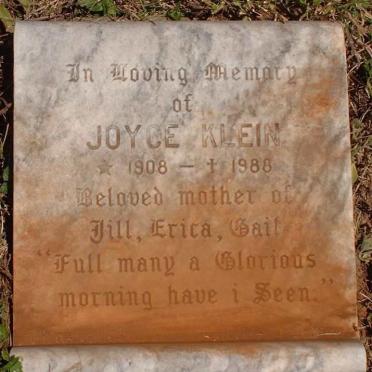 In Loving Memory
of
JOYCE KLEIN
☆ 1908 – † 1988
Beloved mother of
Jill, Erica, Gail
"Full many a Glorious
morning have i Seen."